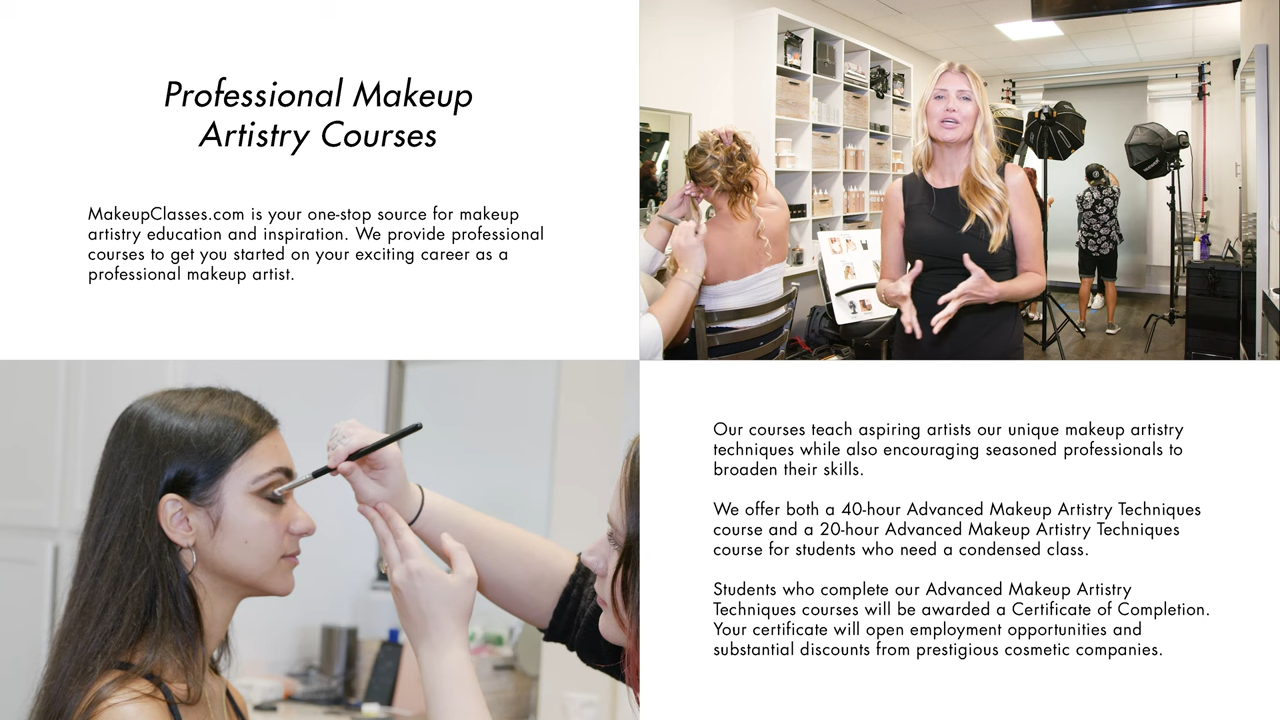 Professional Makeup
Artistry Courses
MakeupClasses.com is your one-stop source for makeup
artistry education and inspiration. We provide professional
courses to get you started on your exciting career as a
professional makeup artist.
Our courses teach aspiring artists our unique makeup artistry
techniques while also encouraging seasoned professionals to
broaden their skills.
We offer both a 40-hour Advanced Makeup Artistry Techniques
course and a 20-hour Advanced Makeup Artistry Techniques
course for students who need a condensed class.
Students who complete our Advanced Makeup Artistry
Techniques courses will be awarded a Certificate of Completion.
Your certificate will open employment opportunities and
substantial discounts from prestigious cosmetic companies.